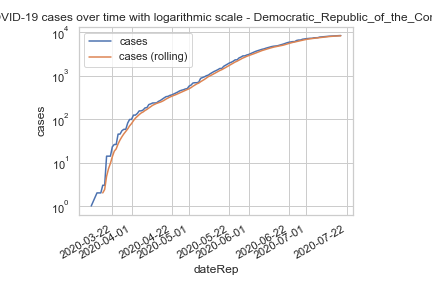 VID-19 cases over time with logarithmic scale - Democratic_Republic_of_the_Con
cases
cases (rolling)
10^4
10^3
10^2
10^1
10^0
cases
2020-03-22
2020-04-01
2020-04-22
2020-05-01
2020-05-22
2020-06-01
2020-06-22
2020-07-01
2020-07-22
dateRep